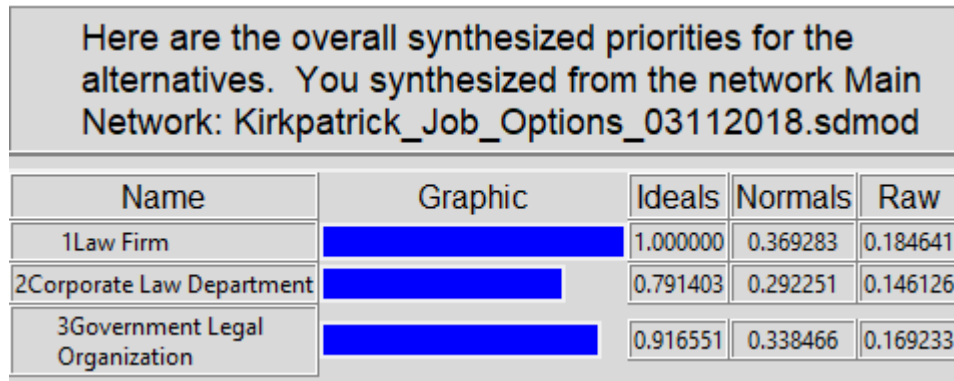 Here are the overall synthesized priorities for the
alternatives. You synthesized from the network Main
Network: Kirkpatrick_Job_Options_03112018.sdmod
Name Graphic Ideals Normals Raw
1Law Firm 1.000000 0.369283 0.184641
2Corporate Law Department 0.791403 0.292251 0.146126
3Government Legal
Organization 0.916551 0.338466 0.169233